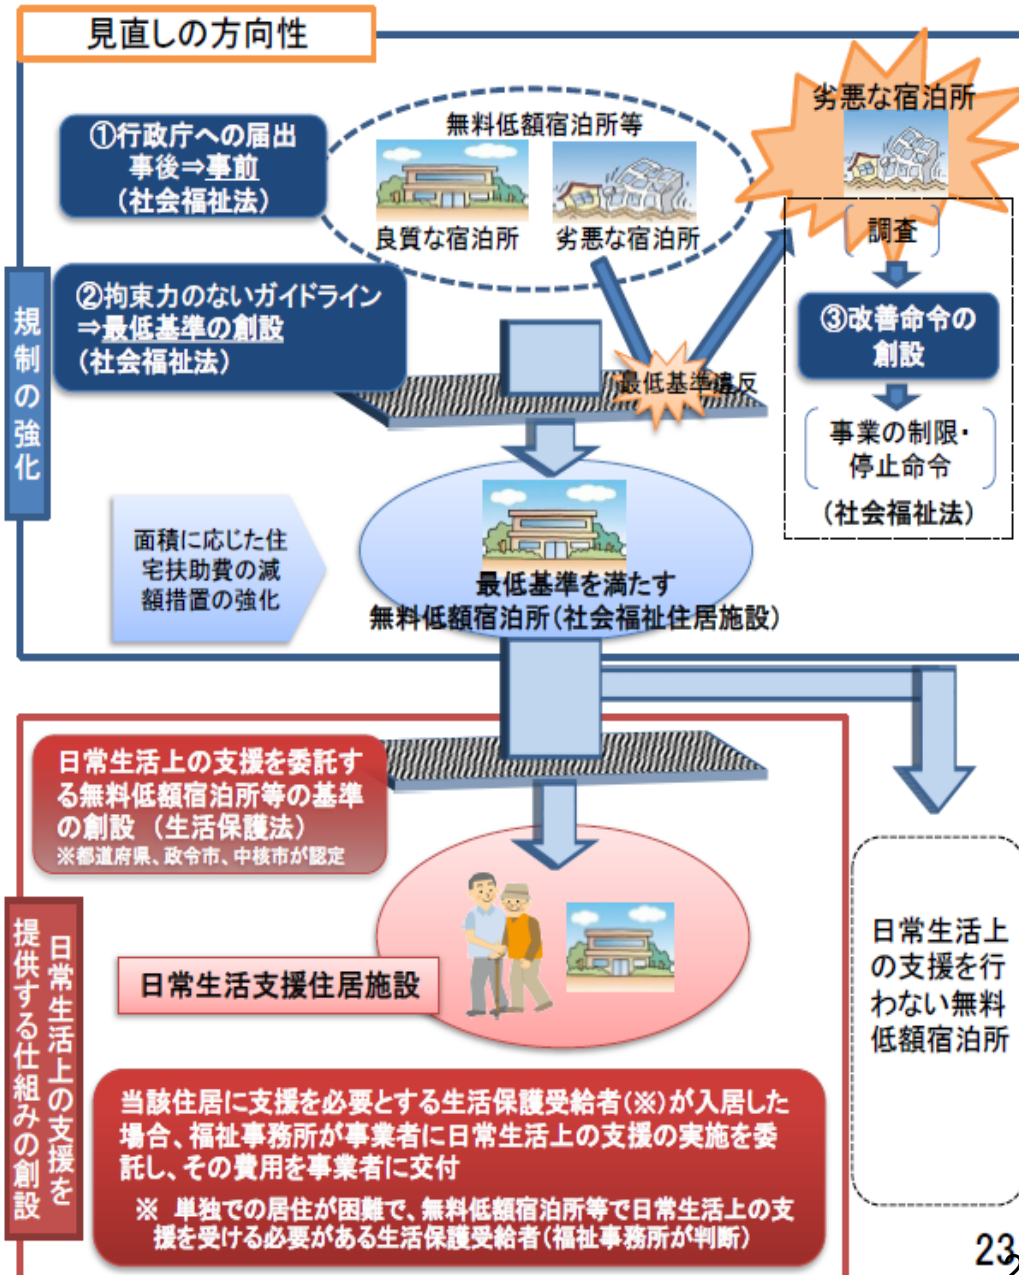 見直しの方向性
①行政庁への届出
事後⇒事前
（社会福祉法）
無料低額宿泊所等
良質な宿泊所
劣悪な宿泊所
劣悪な宿泊所
調査
③改善命令の
創設
事業の制限・
停止命令
（社会福祉法）
規制の強化
②拘束力のないガイドライン
⇒最低基準の創設
（社会福祉法）
最低基準違反
面積に応じた住
宅扶助費の減
額措置の強化
最低基準を満たす
無料低額宿泊所（社会福祉住居施設）
日常生活上の支援を委託す
る無料低額宿泊所等の基準
の創設 （生活保護法）
※都道府県、政令市、中核市が認定
日常生活上の支援を
提供する仕組みの創設
日常生活支援住居施設
日常生活上
の支援を行
わない無料
低額宿泊所
当該住居に支援を必要とする生活保護受給者（※）が入居した
場合、福祉事務所が事業者に日常生活上の支援の実施を委
託し、その費用を事業者に交付
※ 単独での居住が困難で、無料低額宿泊所等で日常生活上の支
援を受ける必要がある生活保護受給者（福祉事務所が判断）
23